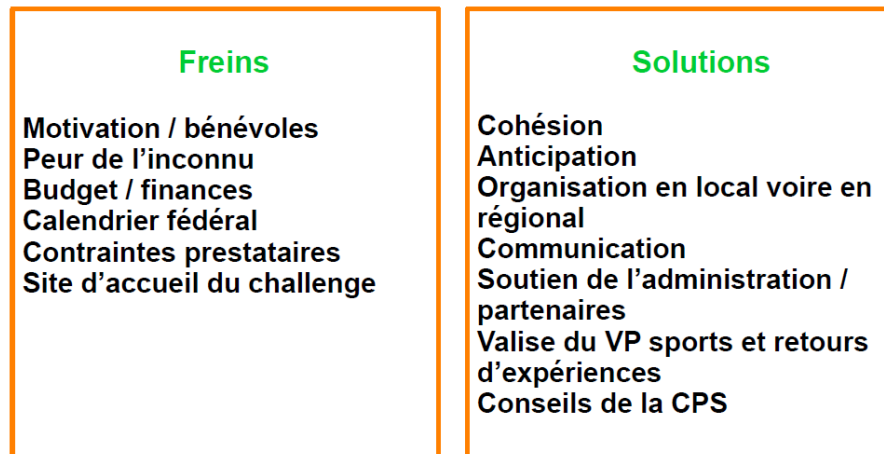 Freins
Motivation / bénévoles
Peur de l’inconnu
Budget / finances
Calendrier fédéral
Contraintes prestataires
Site d’accueil du challenge
Solutions
Cohésion
Anticipation
Organisation en local voire en
régional
Communication
Soutien de l’administration /
partenaires
Valise du VP sports et retours
d’expériences
Conseils de la CPS